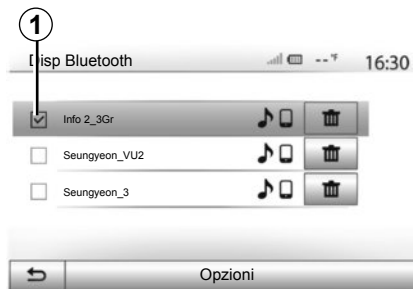 1
Disp Bluetooth -- °F 16:30
Info 2_3Gr
Seungyeon_VU2
Seungyeon_3
Opzioni